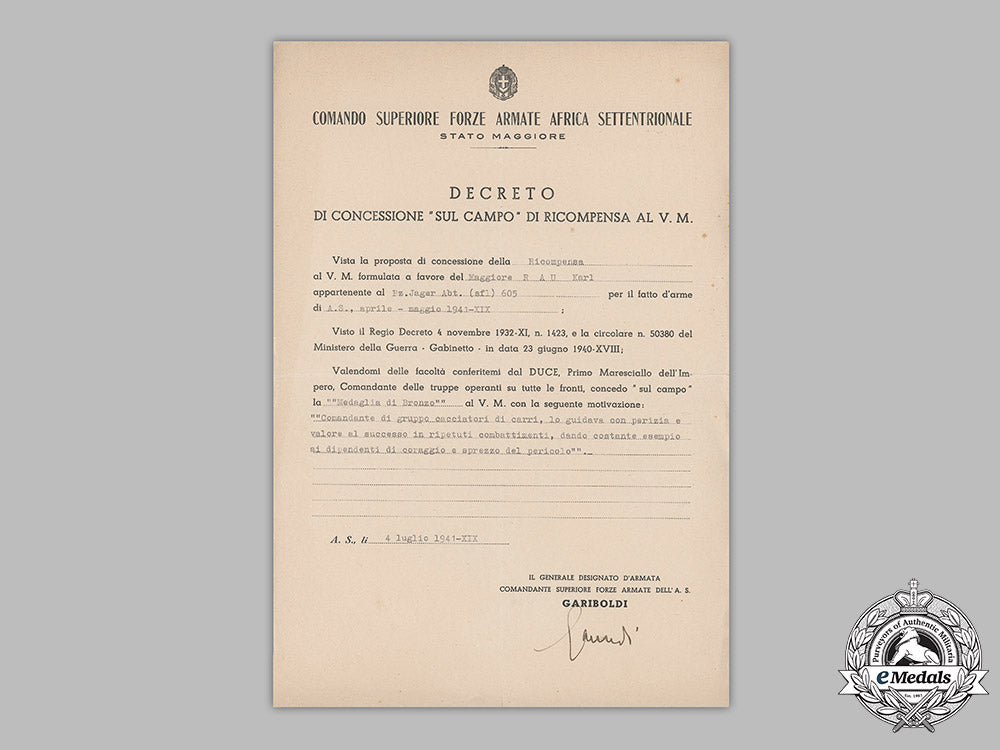 COMANDO SUPERIORE FORZE ARMATE AFRICA SETTENTRIONALE
STATO MAGGIORE
DECRETO
DI CONCESSIONE "SUL CAMPO" DI RICOMPENSA AL V. M.
Vista la proposta di concessione della Ricompensa
al V. M. formulata a favore del Maggiore R A U Karl
appartenente al Pz.Jager Abt. (sfl) 605 per il fatto d'arme
di A.S., aprile - maggio 1941-XIX ;
Visto il Regio Decreto 4 novembre 1932-XI, n. 1423, e la circolare n. 50380 del
Ministero della Guerra - Gabinetto - in data 23 giugno 1940-XVIII;
Valendomi delle facoltà conferitemi dal DUCE, Primo Maresciallo dell'Im-
pero, Comandante delle truppe operanti su tutte le fronti, concedo "sul campo"
la ""Medaglia di Bronzo"" al V. M. con la seguente motivazione:
""Comandante di gruppo cacciatori di carri, lo guidava con perizia e
valore al successo in ripetuti combattimenti, dando costante esempio
ai dipendenti di coraggio e sprezzo del pericolo"".
A. S., li 4 luglio 1941-XIX
IL GENERALE DESIGNATO D'ARMATA
COMANDANTE SUPERIORE FORZE ARMATE DELL'A. S.
GARIBOLDI
Purveyors of Authentic Militaria
eMedals
Est. 1967